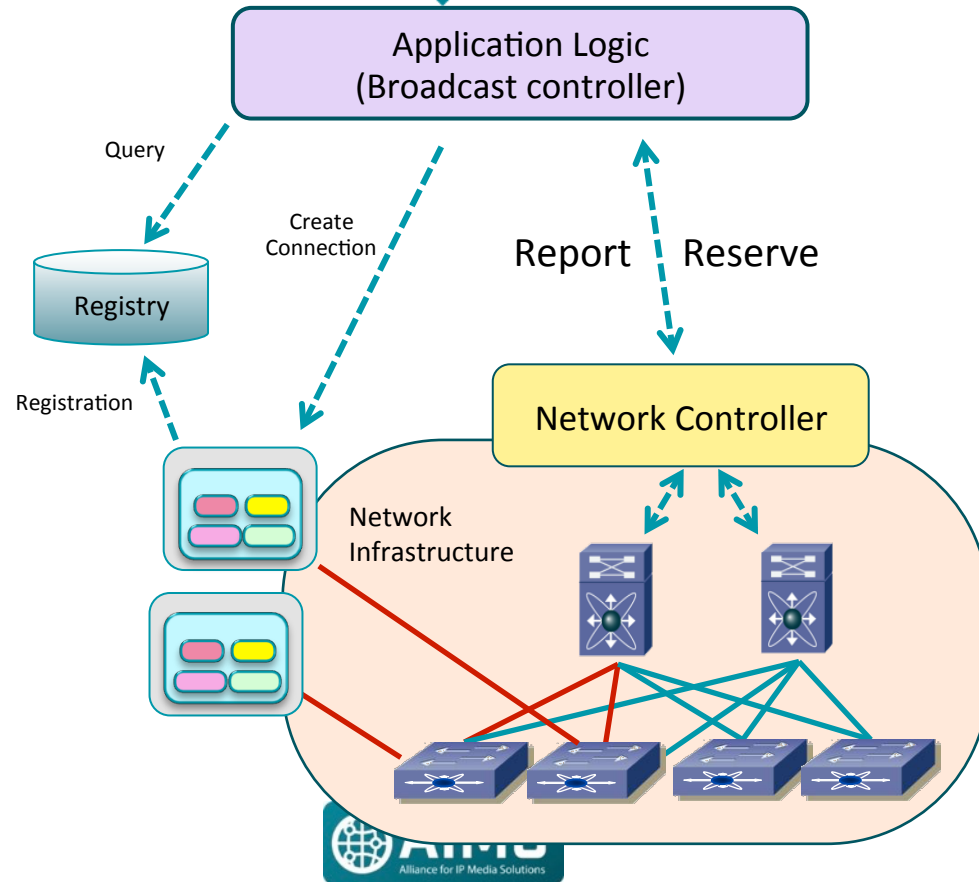 Application Logic
(Broadcast controller)
Query
Create
Connection
Report
Reserve
Registry
Registration
Network Controller
Network
Infrastructure
Alliance for IP Media Solutions